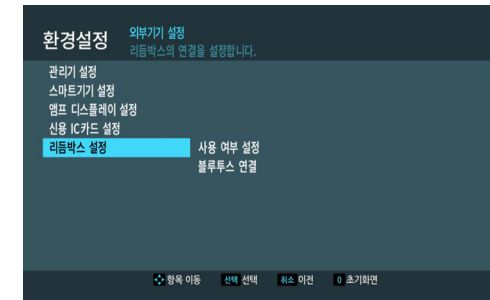 환경설정
외부기기 설정
리듬박스의 연결을 설정합니다.
관리기 설정
스마트기기 설정
앰프 디스플레이 설정
신용 IC카드 설정
리듬박스 설정
사용 여부 설정
블루투스 연결
항목 이동 선택 선택 취소 이전 0 초기화면